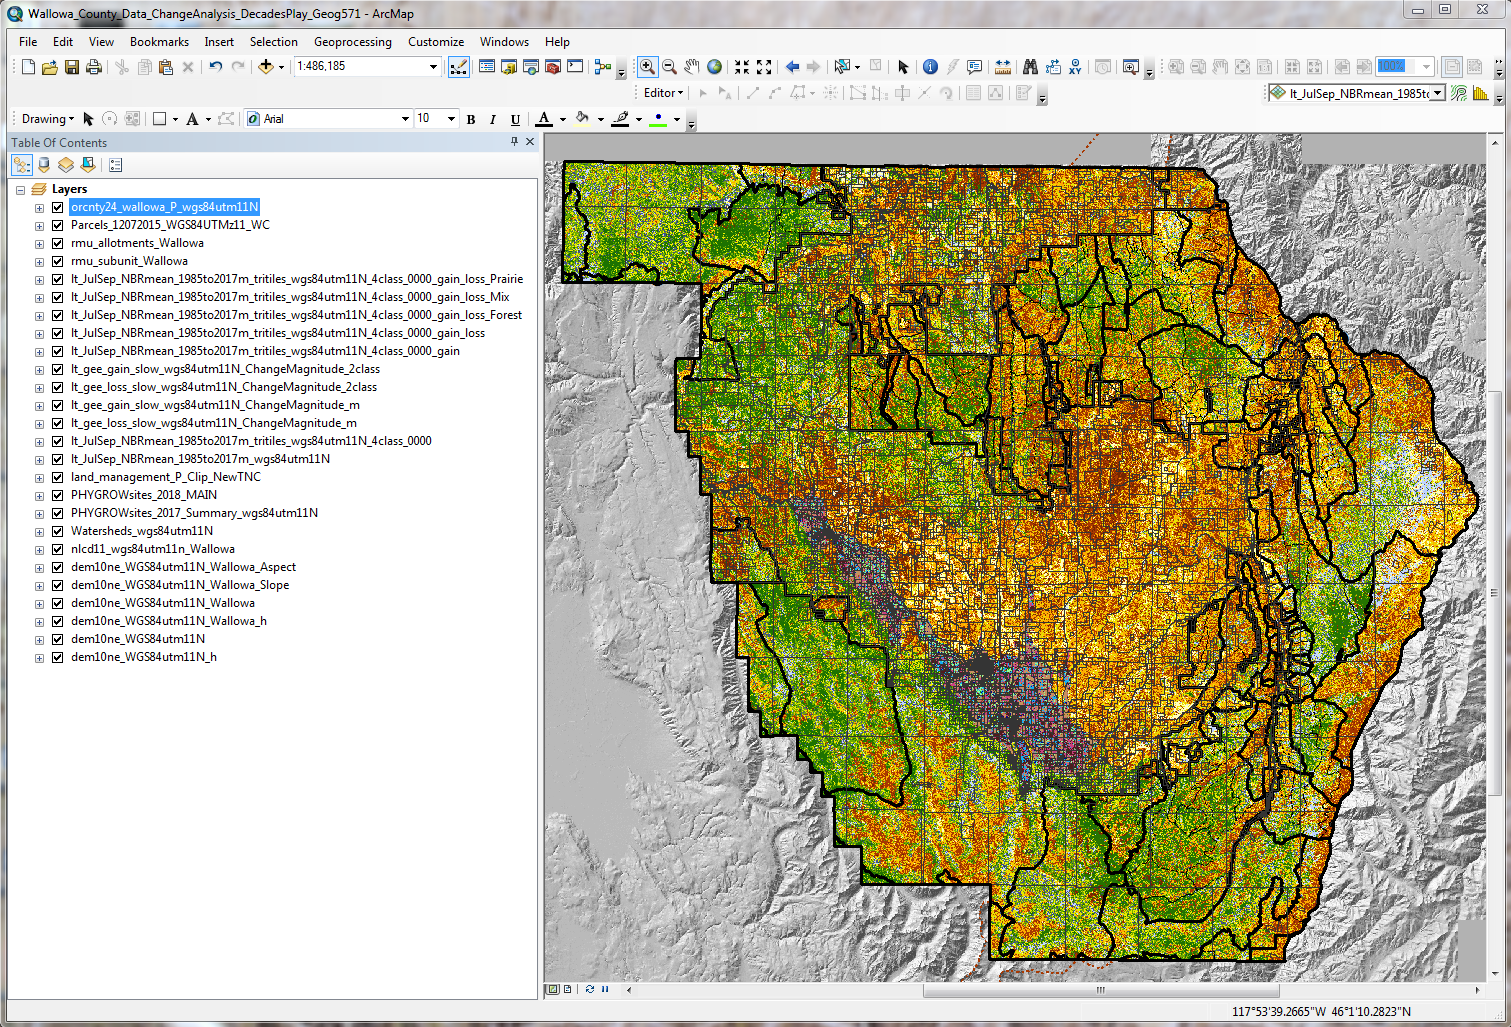 Wallowa_County_Data_ChangeAnalysis_DecadesPlay_Geog571 - ArcMap
File Edit View Bookmarks Insert Selection Geoprocessing Customize Windows Help
1:486,185 100%
Editor lt_JulSep_NBRmean_1985to
Drawing A Arial 10 B I U A
Table Of Contents
Layers
orcnty24_wallowa_P_wgs84utm11N
Parcels_12072015_WGS84UTMz11_WC
rmu_allotments_Wallowa
rmu_subunit_Wallowa
lt_JulSep_NBRmean_1985to2017m_tritiles_wgs84utm11N_4class_0000_gain_loss_Prairie
lt_JulSep_NBRmean_1985to2017m_tritiles_wgs84utm11N_4class_0000_gain_loss_Mix
lt_JulSep_NBRmean_1985to2017m_tritiles_wgs84utm11N_4class_0000_gain_loss_Forest
lt_JulSep_NBRmean_1985to2017m_tritiles_wgs84utm11N_4class_0000_gain_loss
lt_JulSep_NBRmean_1985to2017m_tritiles_wgs84utm11N_4class_0000_gain
lt_gee_gain_slow_wgs84utm11N_ChangeMagnitude_2class
lt_gee_loss_slow_wgs84utm11N_ChangeMagnitude_2class
lt_gee_gain_slow_wgs84utm11N_ChangeMagnitude_m
lt_gee_loss_slow_wgs84utm11N_ChangeMagnitude_m
lt_JulSep_NBRmean_1985to2017m_tritiles_wgs84utm11N_4class_0000
lt_JulSep_NBRmean_1985to2017m_wgs84utm11N
land_management_P_Clip_NewTNC
PHYGROWsites_2018_MAIN
PHYGROWsites_2017_Summary_wgs84utm11N
Watersheds_wgs84utm11N
nlcd11_wgs84utm11n_Wallowa
dem10ne_WGS84utm11N_Wallowa_Aspect
dem10ne_WGS84utm11N_Wallowa_Slope
dem10ne_WGS84utm11N_Wallowa
dem10ne_WGS84utm11N_Wallowa_h
dem10ne_WGS84utm11N
dem10ne_WGS84utm11N_h
117°53'39.2665"W 46°1'10.2823"N